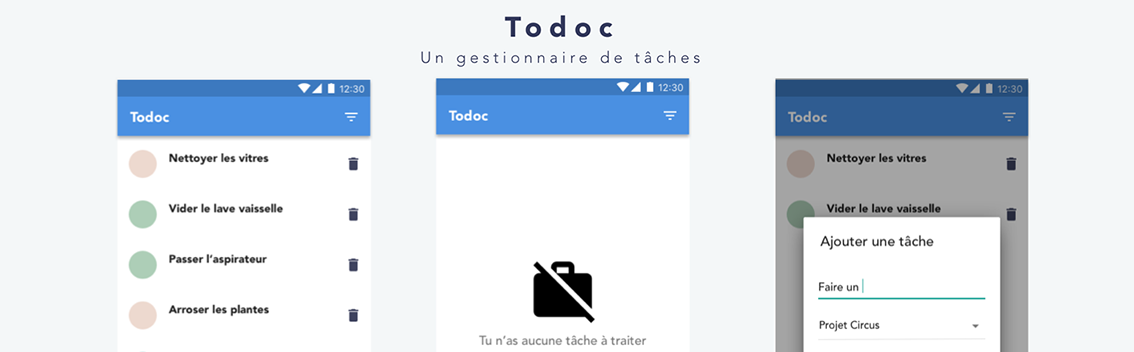 Todoc
Un gestionnaire de tâches
12:30
Todoc
Nettoyer les vitres
Vider le lave vaisselle
Passer l’aspirateur
Arroser les plantes
12:30
Todoc
Tu n’as aucune tâche à traiter
12:30
Todoc
Nettoyer les vitres
Vider le lave vaisselle
Ajouter une tâche
Faire un
Projet Circus